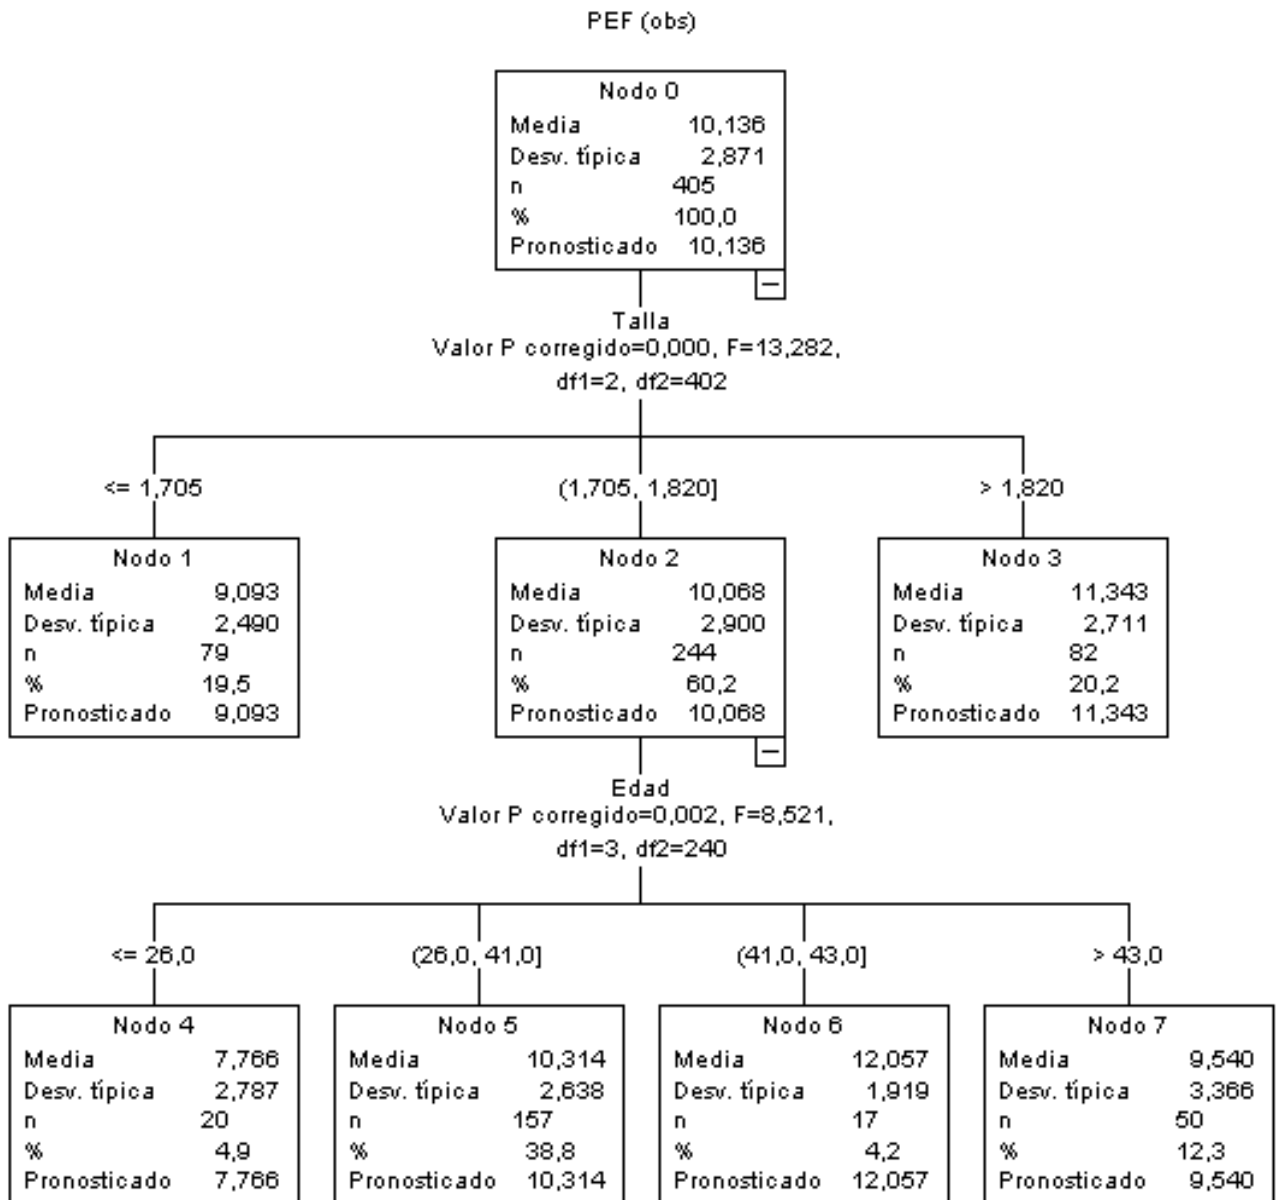 PEF (obs)
Nodo 0
Media 10,136
Desv. típica 2,871
n 405
% 100,0
Pronosticado 10,136
Talla
Valor P corregido=0,000, F=13,282,
df1=2, df2=402
<= 1,705
(1,705, 1,820]
> 1,820
Nodo 1
Media 9,093
Desv. típica 2,490
n 79
% 19,5
Pronosticado 9,093
Nodo 2
Media 10,068
Desv. típica 2,900
n 244
% 60,2
Pronosticado 10,068
Nodo 3
Media 11,343
Desv. típica 2,711
n 82
% 20,2
Pronosticado 11,343
Edad
Valor P corregido=0,002, F=8,521,
df1=3, df2=240
<= 26,0
(26,0, 41,0]
(41,0, 43,0]
> 43,0
Nodo 4
Media 7,766
Desv. típica 2,787
n 20
% 4,9
Pronosticado 7,766
Nodo 5
Media 10,314
Desv. típica 2,638
n 157
% 38,8
Pronosticado 10,314
Nodo 6
Media 12,057
Desv. típica 1,919
n 17
% 4,2
Pronosticado 12,057
Nodo 7
Media 9,540
Desv. típica 3,366
n 50
% 12,3
Pronosticado 9,540